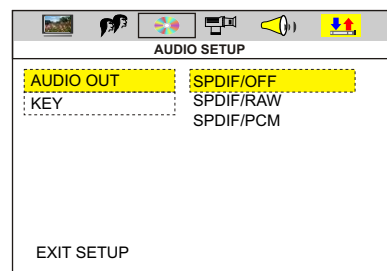 AUDIO SETUP
AUDIO OUT
KEY
SPDIF/OFF
SPDIF/RAW
SPDIF/PCM
EXIT SETUP